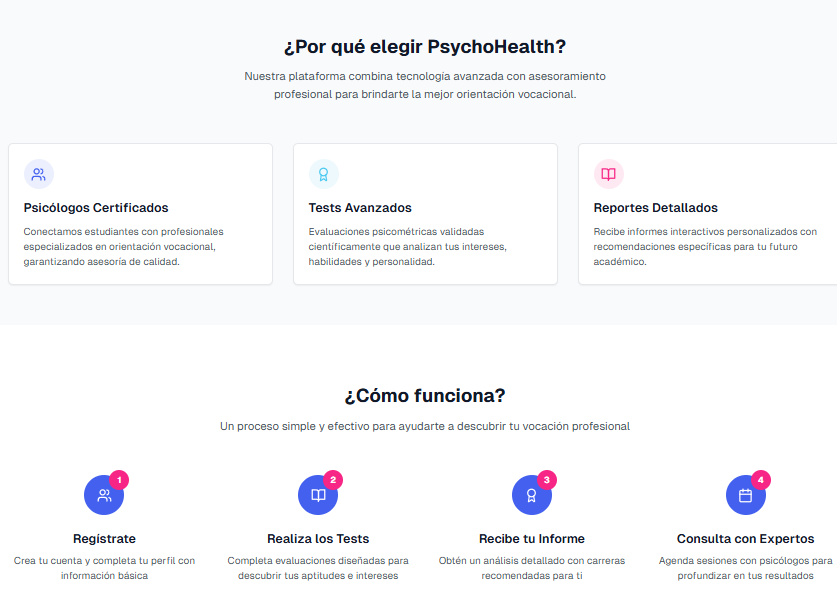 ¿Por qué elegir PsychoHealth?
Nuestra plataforma combina tecnología avanzada con asesoramiento
profesional para brindarte la mejor orientación vocacional.
Psicólogos Certificados
Conectamos estudiantes con profesionales
especializados en orientación vocacional,
garantizando asesoría de calidad.
Tests Avanzados
Evaluaciones psicométricas validadas
científicamente que analizan tus intereses,
habilidades y personalidad.
Reportes Detallados
Recibe informes interactivos personalizados con
recomendaciones específicas para tu futuro
académico.
¿Cómo funciona?
Un proceso simple y efectivo para ayudarte a descubrir tu vocación profesional
1
Regístrate
Crea tu cuenta y completa tu perfil con
información básica
2
Realiza los Tests
Completa evaluaciones diseñadas para
descubrir tus aptitudes e intereses
3
Recibe tu Informe
Obtén un análisis detallado con carreras
recomendadas para ti
4
Consulta con Expertos
Agenda sesiones con psicólogos para
profundizar en tus resultados